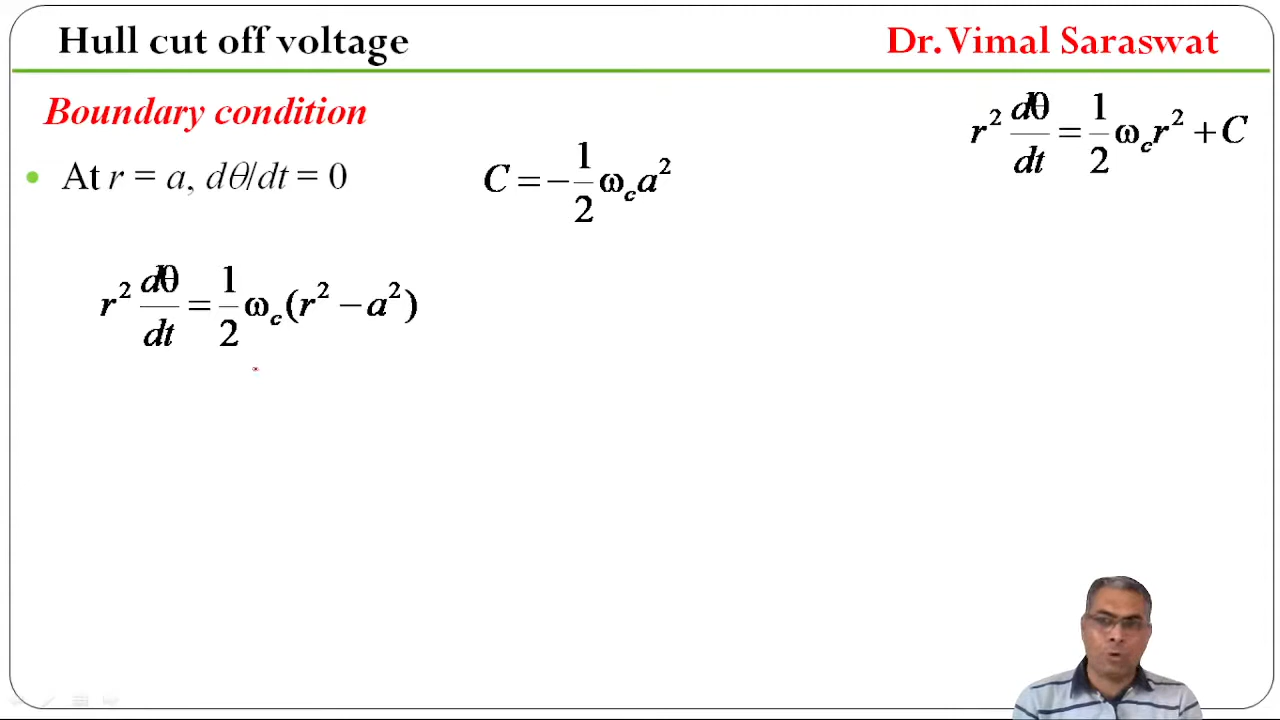 Hull cut off voltage
Dr. Vimal Saraswat
Boundary condition
r² dθ/dt = 1/2 ω_c r² + C
• At r = a, dθ/dt = 0
C = − 1/2 ω_c a²
r² dθ/dt = 1/2 ω_c (r² − a²)